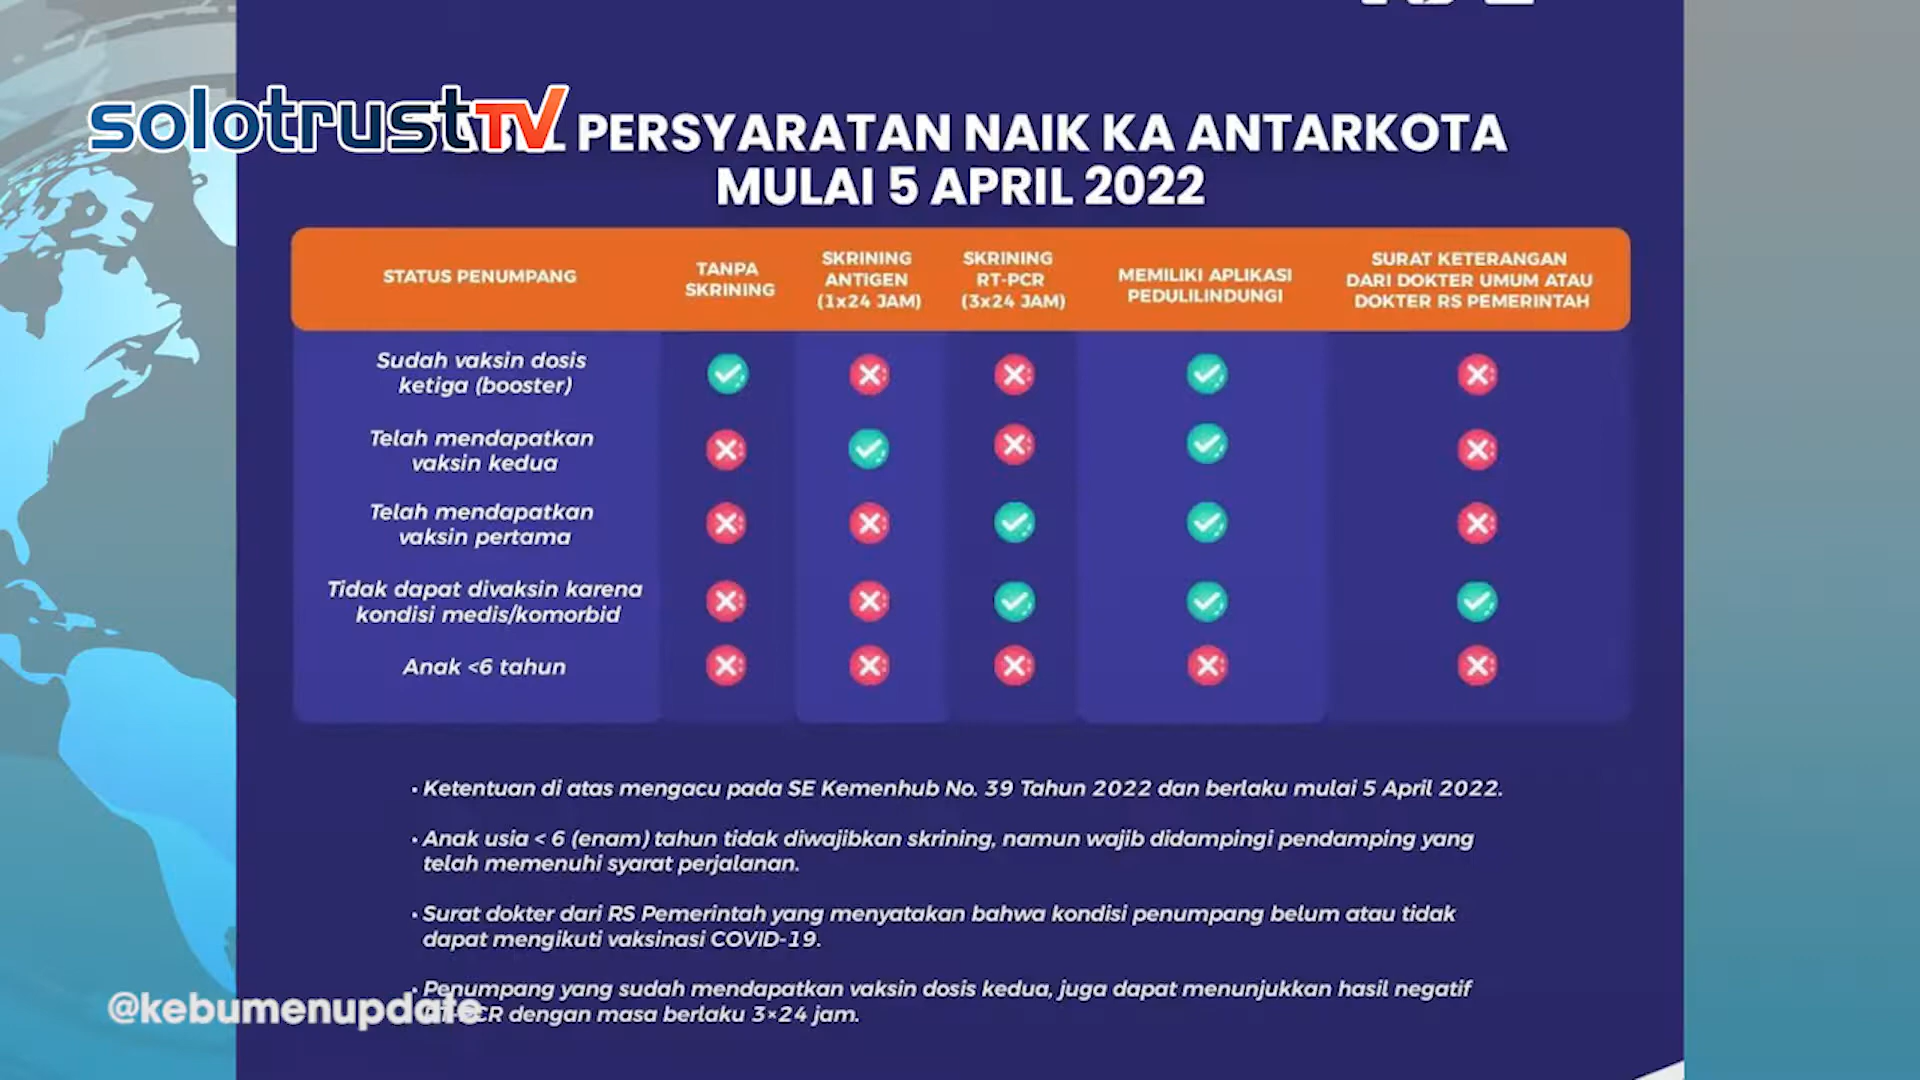 solotrustTV
PERSYARATAN NAIK KA ANTARKOTA
MULAI 5 APRIL 2022
STATUS PENUMPANG
TANPA
SKRINING
SKRINING
ANTIGEN
(1x24 JAM)
SKRINING
RT-PCR
(3x24 JAM)
MEMILIKI APLIKASI
PEDULILINDUNGI
SURAT KETERANGAN
DARI DOKTER UMUM ATAU
DOKTER RS PEMERINTAH
Sudah vaksin dosis
ketiga (booster)
Telah mendapatkan
vaksin kedua
Telah mendapatkan
vaksin pertama
Tidak dapat divaksin karena
kondisi medis/komorbid
Anak <6 tahun
• Ketentuan di atas mengacu pada SE Kemenhub No. 39 Tahun 2022 dan berlaku mulai 5 April 2022.
• Anak usia < 6 (enam) tahun tidak diwajibkan skrining, namun wajib didampingi pendamping yang
telah memenuhi syarat perjalanan.
• Surat dokter dari RS Pemerintah yang menyatakan bahwa kondisi penumpang belum atau tidak
dapat mengikuti vaksinasi COVID-19.
• Penumpang yang sudah mendapatkan vaksin dosis kedua, juga dapat menunjukkan hasil negatif
dengan masa berlaku 3×24 jam.
@kebumenupdate